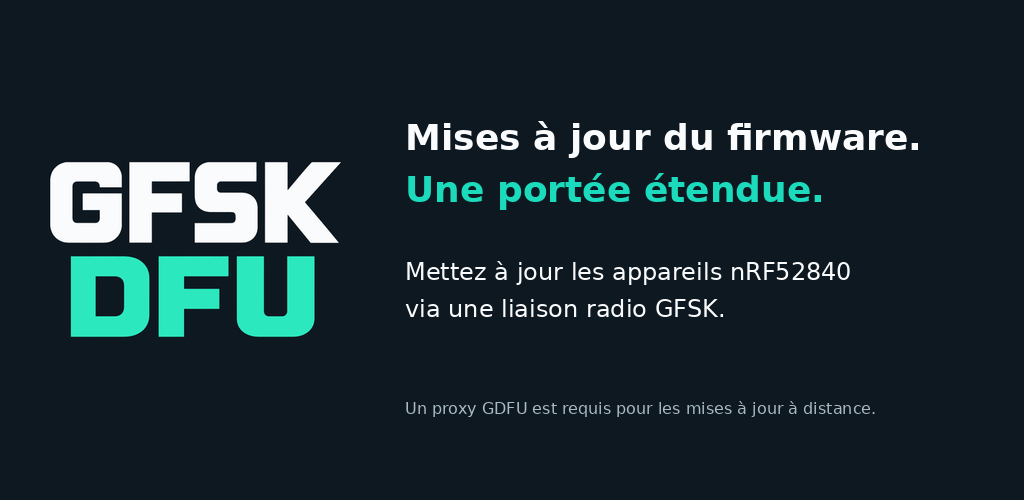 GFSK
DFU
Mises à jour du firmware.
Une portée étendue.
Mettez à jour les appareils nRF52840
via une liaison radio GFSK.
Un proxy GDFU est requis pour les mises à jour à distance.